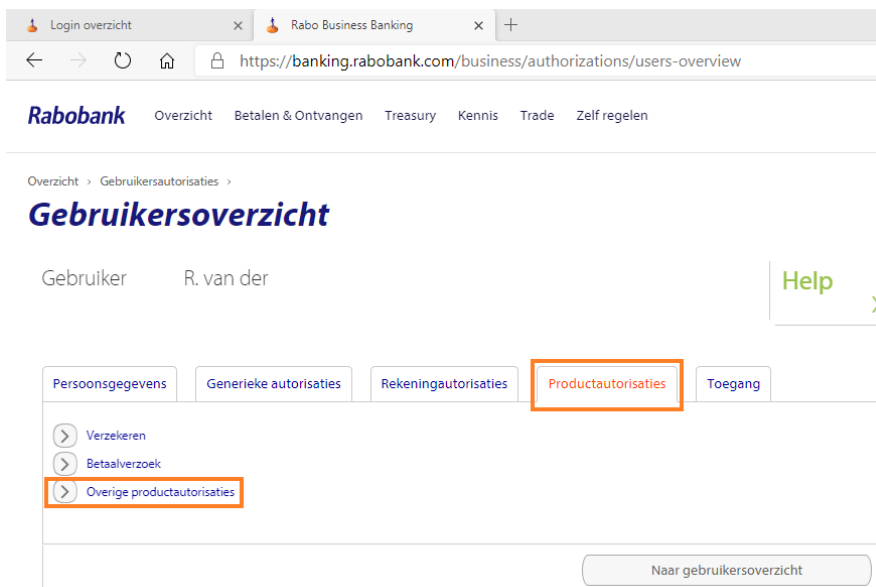 Login overzicht
Rabo Business Banking
https://banking.rabobank.com/business/authorizations/users-overview
Rabobank Overzicht Betalen & Ontvangen Treasury Kennis Trade Zelf regelen
Overzicht > Gebruikersautorisaties >
Gebruikersoverzicht
Gebruiker R. van der
Help
Persoonsgegevens Generieke autorisaties Rekeningautorisaties Productautorisaties Toegang
Verzekeren
Betaalverzoek
Overige productautorisaties
Naar gebruikersoverzicht